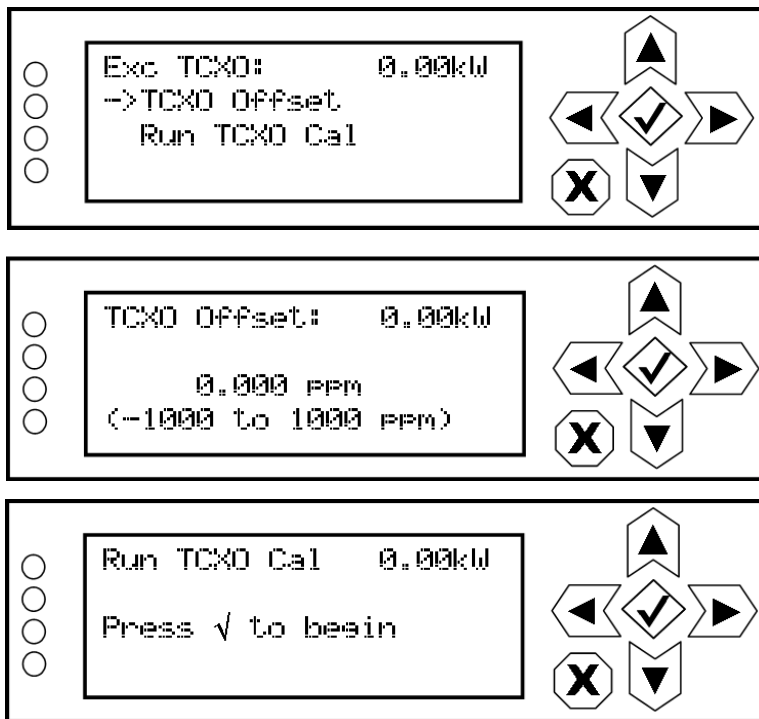 Exc TCXO: 0.00kW
->TCXO Offset
Run TCXO Cal
TCXO Offset: 0.00kW
0.000 ppm
(-1000 to 1000 ppm)
Run TCXO Cal 0.00kW
Press √ to begin